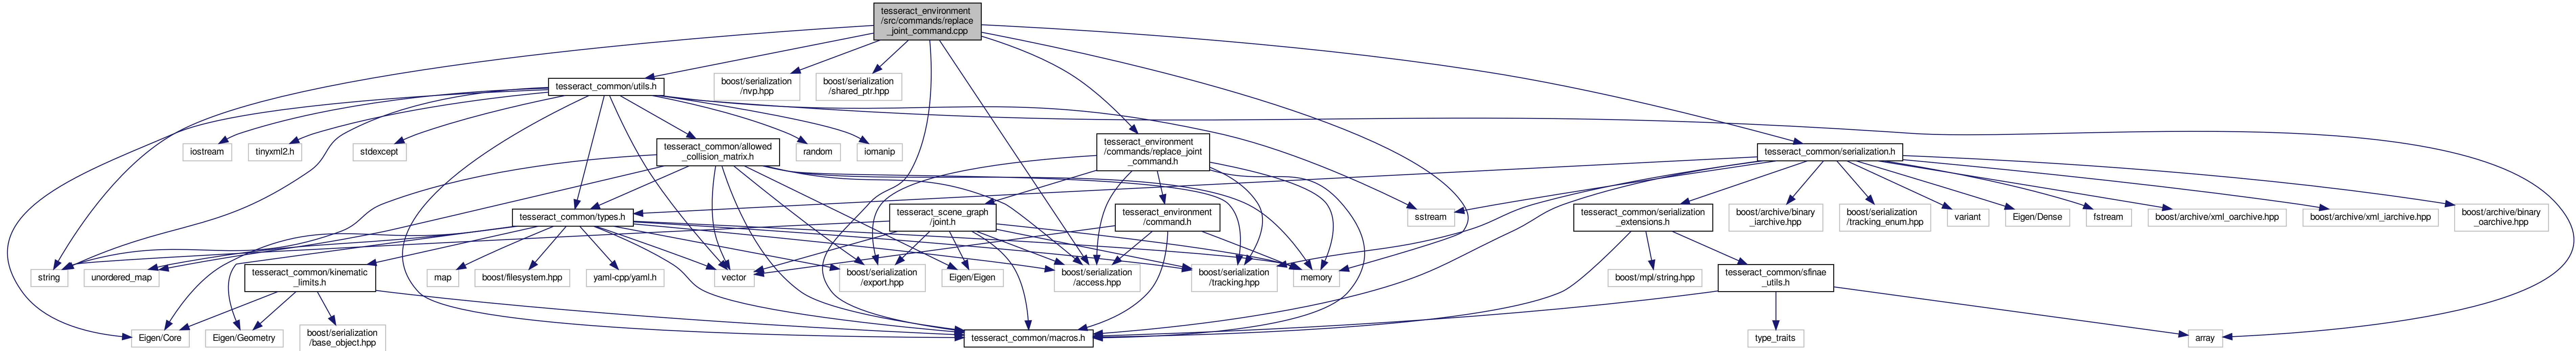 tesseract_environment
/src/commands/replace
_joint_command.cpp
tesseract_common/utils.h
boost/serialization
/nvp.hpp
boost/serialization
/shared_ptr.hpp
iostream
tinyxml2.h
stdexcept
tesseract_common/allowed
_collision_matrix.h
random
iomanip
tesseract_environment
/commands/replace_joint
_command.h
tesseract_common/serialization.h
tesseract_common/types.h
tesseract_scene_graph
/joint.h
tesseract_environment
/command.h
sstream
tesseract_common/serialization
_extensions.h
boost/archive/binary
_iarchive.hpp
boost/serialization
/tracking_enum.hpp
variant
Eigen/Dense
fstream
boost/archive/xml_oarchive.hpp
boost/archive/xml_iarchive.hpp
boost/archive/binary
_oarchive.hpp
string
unordered_map
tesseract_common/kinematic
_limits.h
map
boost/filesystem.hpp
yaml-cpp/yaml.h
vector
boost/serialization
/export.hpp
Eigen/Eigen
boost/serialization
/access.hpp
boost/serialization
/tracking.hpp
memory
boost/mpl/string.hpp
tesseract_common/sfinae
_utils.h
Eigen/Core
Eigen/Geometry
boost/serialization
/base_object.hpp
tesseract_common/macros.h
type_traits
array